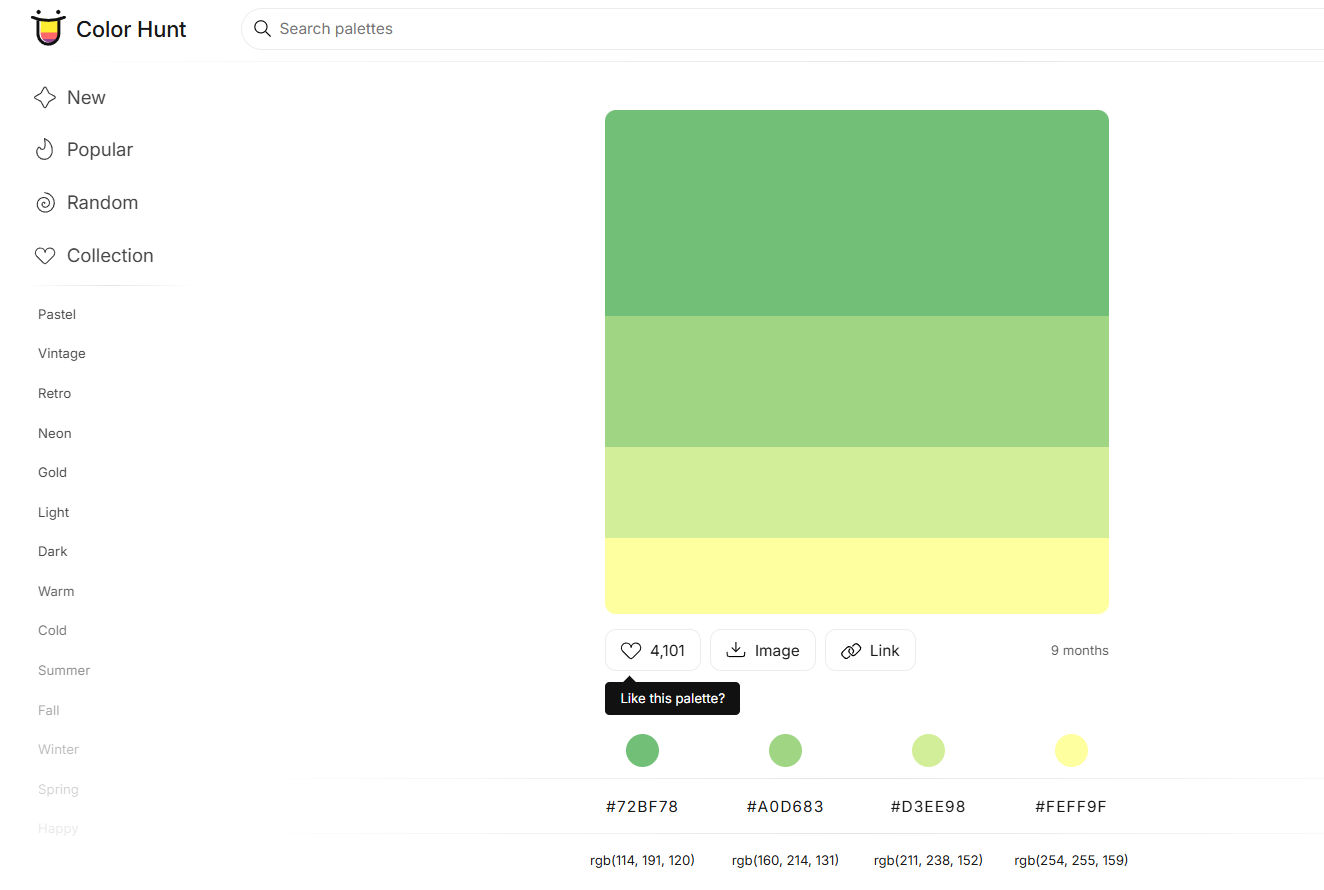 Color Hunt
Search palettes
New
Popular
Random
Collection
Pastel
Vintage
Retro
Neon
Gold
Light
Dark
Warm
Cold
Summer
Fall
Winter
Spring
Happy
4,101
Image
Link
9 months
Like this palette?
#72BF78 #A0D683 #D3EE98 #FEFF9F
rgb(114, 191, 120) rgb(160, 214, 131) rgb(211, 238, 152) rgb(254, 255, 159)